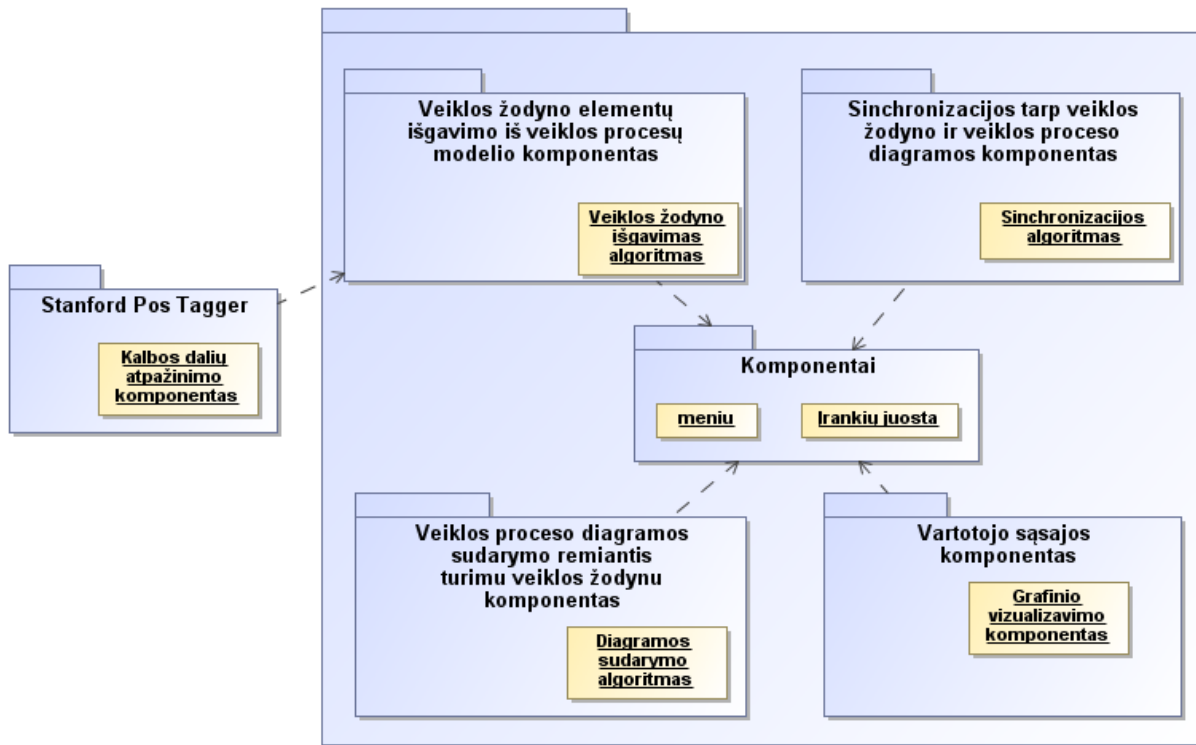 Veiklos žodyno elementų
išgavimo iš veiklos procesų
modelio komponentas
Veiklos žodyno
išgavimas
algoritmas
Sinchronizacijos tarp veiklos
žodyno ir veiklos proceso
diagramos komponentas
Sinchronizacijos
algoritmas
Stanford Pos Tagger
Kalbos dalių
atpažinimo
komponentas
Komponentai
meniu
Įrankių juosta
Veiklos proceso diagramos
sudarymo remiantis
turimu veiklos žodynu
komponentas
Diagramos
sudarymo
algoritmas
Vartotojo sąsajos
komponentas
Grafinio
vizualizavimo
komponentas